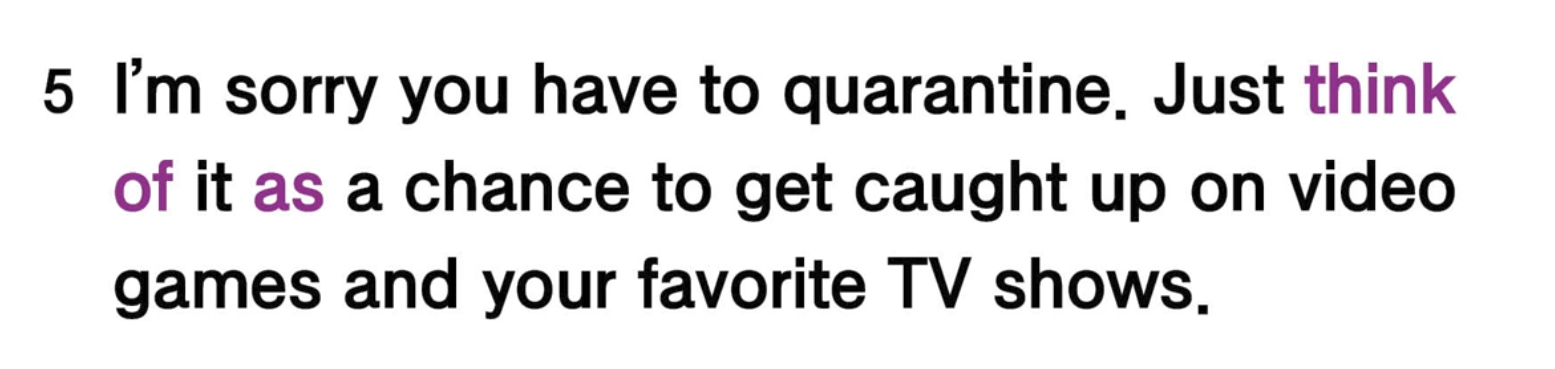 5 I'm sorry you have to quarantine. Just think
of it as a chance to get caught up on video
games and your favorite TV shows.